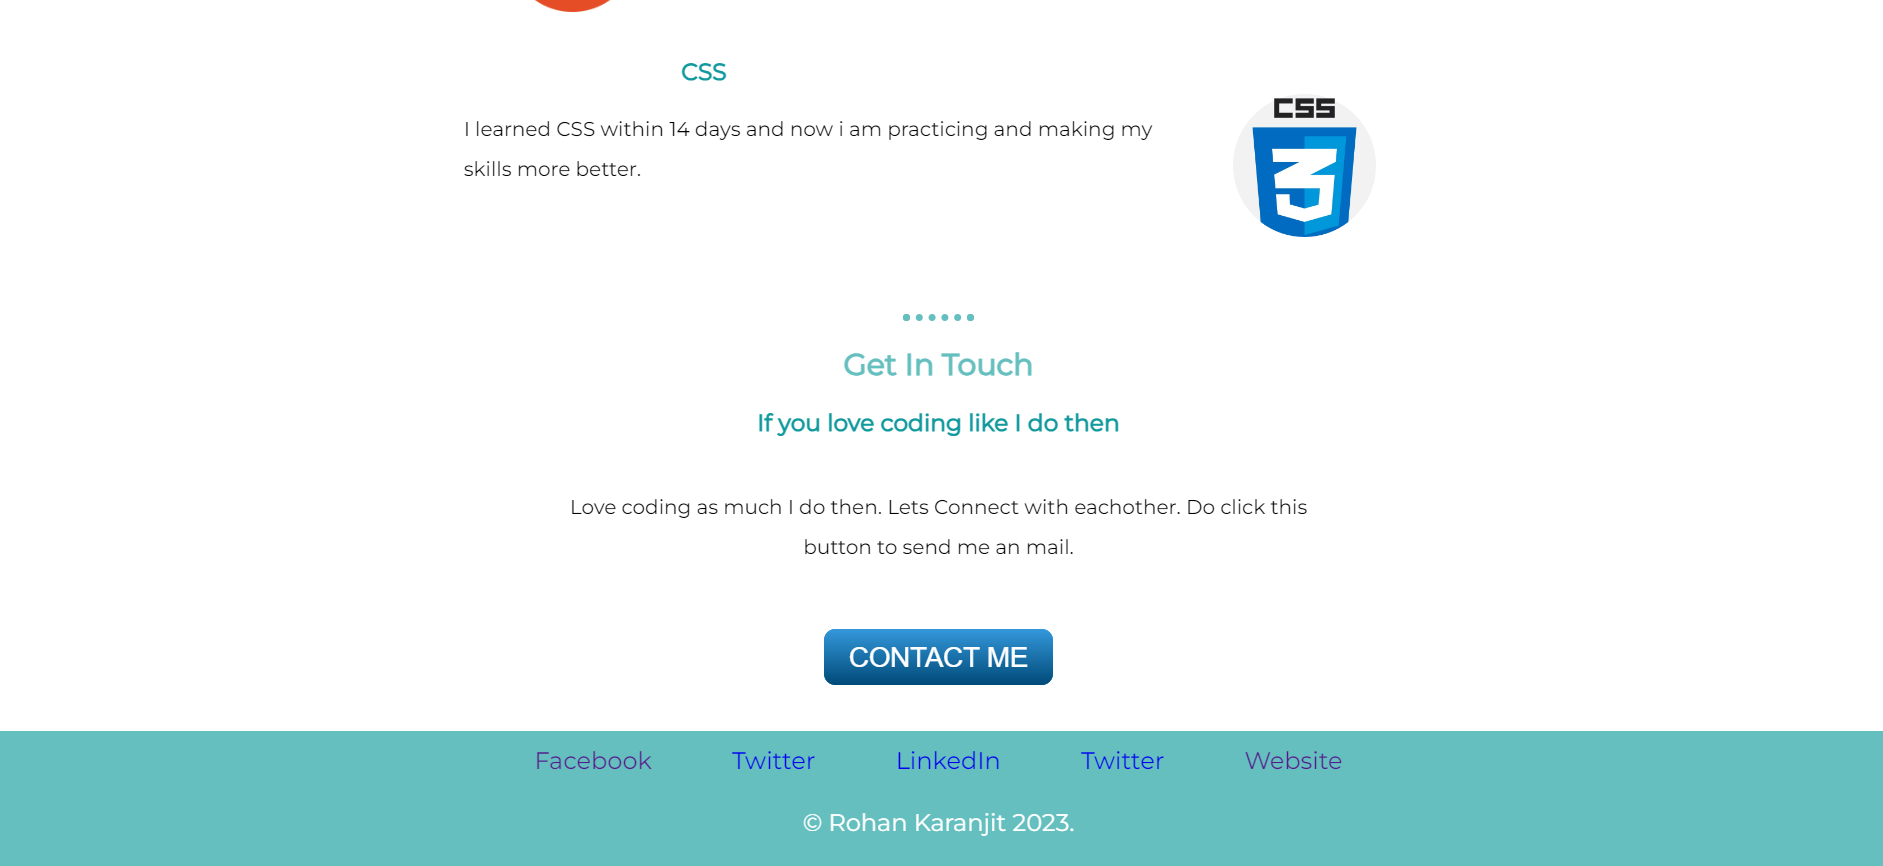 CSS
I learned CSS within 14 days and now i am practicing and making my
skills more better.
CSS
3
Get In Touch
If you love coding like I do then
Love coding as much I do then. Lets Connect with eachother. Do click this
button to send me an mail.
CONTACT ME
Facebook Twitter LinkedIn Twitter Website
© Rohan Karanjit 2023.